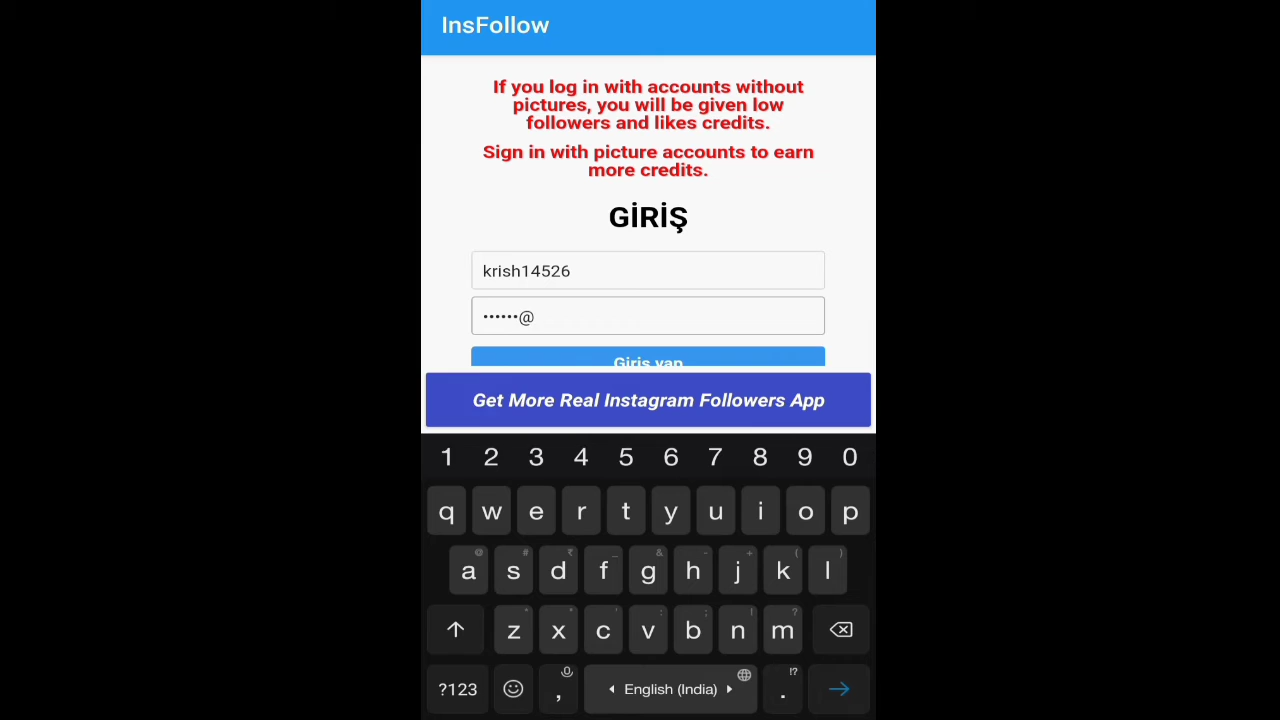 InsFollow
If you log in with accounts without
pictures, you will be given low
followers and likes credits.
Sign in with picture accounts to earn
more credits.
GİRİŞ
krish14526
••••••@
Giris yap
Get More Real Instagram Followers App
1 2 3 4 5 6 7 8 9 0
q w e r t y u i o p
@ # ₹ _ & - + ( )
a s d f g h j k l
" * ' : ; ! ?
z x c v b n m
!?
?123 , English (India) .